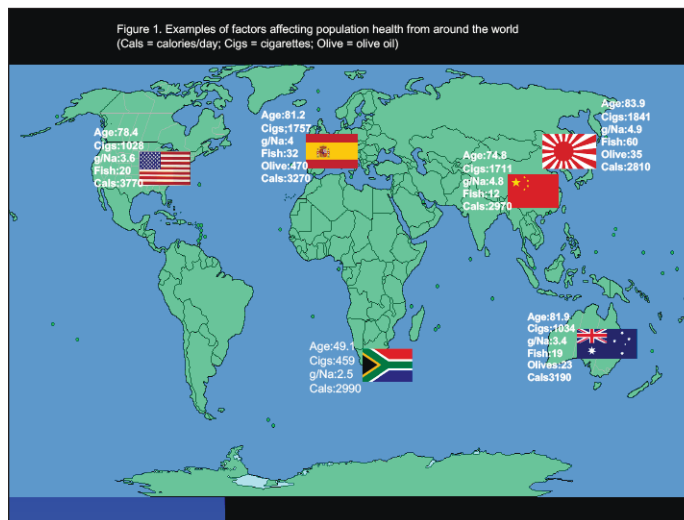 Figure 1. Examples of factors affecting population health from around the world
(Cals = calories/day; Cigs = cigarettes; Olive = olive oil)
Age:78.4
Cigs:1028
g/Na:3.6
Fish:20
Cals:3770
Age:81.2
Cigs:1757
g/Na:4
Fish:32
Olive:470
Cals:3270
Age:74.8
Cigs:1711
g/Na:4.8
Fish:12
Cals:2970
Age:83.9
Cigs:1841
g/Na:4.9
Fish:60
Olive:35
Cals:2810
Age:49.1
Cigs:459
g/Na:2.5
Cals:2990
Age:81.9
Cigs:1034
g/Na:3.4
Fish:19
Olives:23
Cals3190